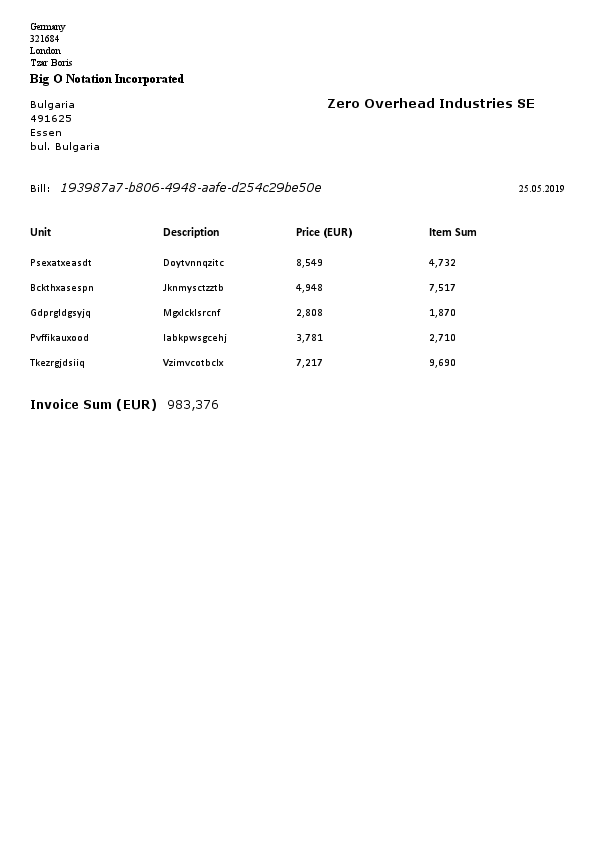 Germany
321684
London
Tzar Boris
Big O Notation Incorporated
Bulgaria
Zero Overhead Industries SE
491625
Essen
bul. Bulgaria
Bill: 193987a7-b806-4948-aafe-d254c29be50e 25.05.2019
Unit Description Price (EUR) Item Sum
Psexatxeasdt Doytvnnqzitc 8,549 4,732
Bckthxasespn Jknmysctzztb 4,948 7,517
Gdprgldgsyjq Mgxlcklsrcnf 2,808 1,870
Pvffikauxood Iabkpwsgcehj 3,781 2,710
Tkezrgjdsiiq Vzimvcotbclx 7,217 9,690
Invoice Sum (EUR) 983,376